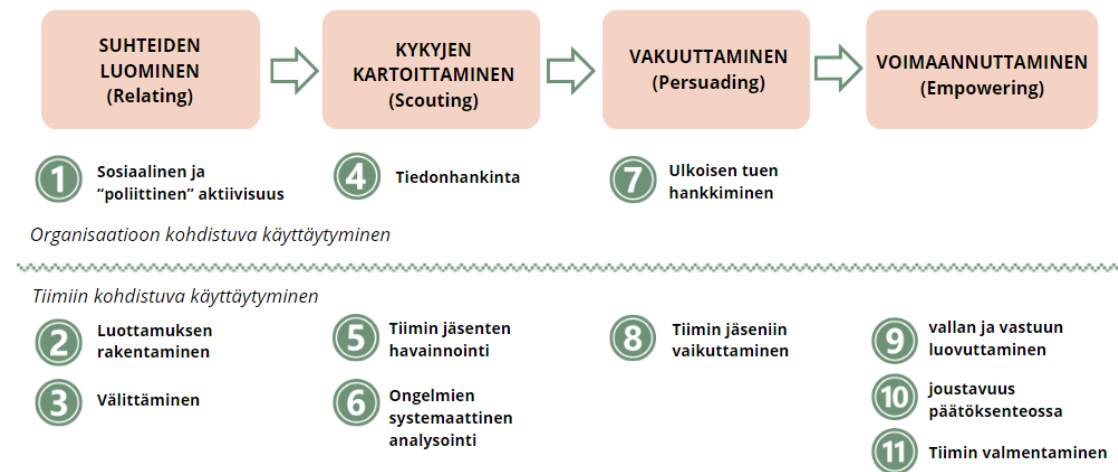 SUHTEIDEN
LUOMINEN
(Relating)
KYKYJEN
KARTOITTAMINEN
(Scouting)
VAKUUTTAMINEN
(Persuading)
VOIMAANNUTTAMINEN
(Empowering)
1
Sosiaalinen ja
“poliittinen” aktiivisuus
4
Tiedonhankinta
7
Ulkoisen tuen
hankkiminen
Organisaatioon kohdistuva käyttäytyminen
Tiimiin kohdistuva käyttäytyminen
2
Luottamuksen
rakentaminen
3
Välittäminen
5
Tiimin jäsenten
havainnointi
6
Ongelmien
systemaattinen
analysointi
8
Tiimin jäseniin
vaikuttaminen
9
vallan ja vastuun
luovuttaminen
10
joustavuus
päätöksenteossa
11
Tiimin valmentaminen